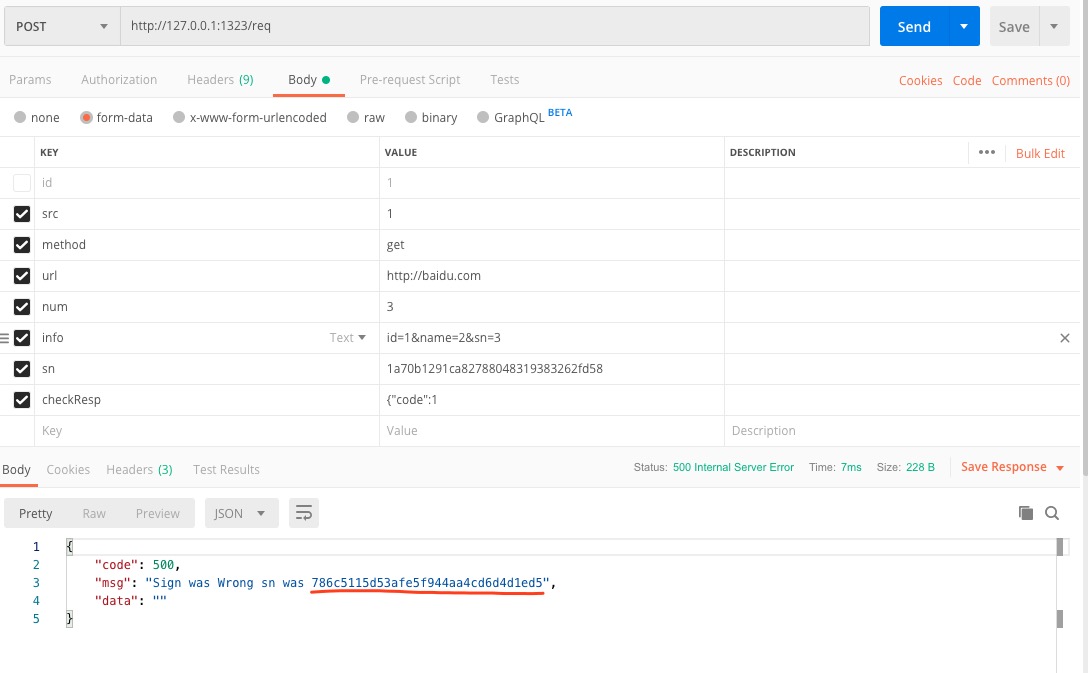 POST http://127.0.0.1:1323/req Send Save
Params Authorization Headers (9) Body Pre-request Script Tests Cookies Code Comments (0)
none form-data x-www-form-urlencoded raw binary GraphQL BETA
KEY VALUE DESCRIPTION ••• Bulk Edit
id 1
src 1
method get
url http://baidu.com
num 3
info Text id=1&name=2&sn=3
sn 1a70b1291ca82788048319383262fd58
checkResp {"code":1
Key Value Description
Body Cookies Headers (3) Test Results Status: 500 Internal Server Error Time: 7ms Size: 228 B Save Response
Pretty Raw Preview JSON
1 {
2 "code": 500,
3 "msg": "Sign was Wrong sn was 786c5115d53afe5f944aa4cd6d4d1ed5",
4 "data": ""
5 }